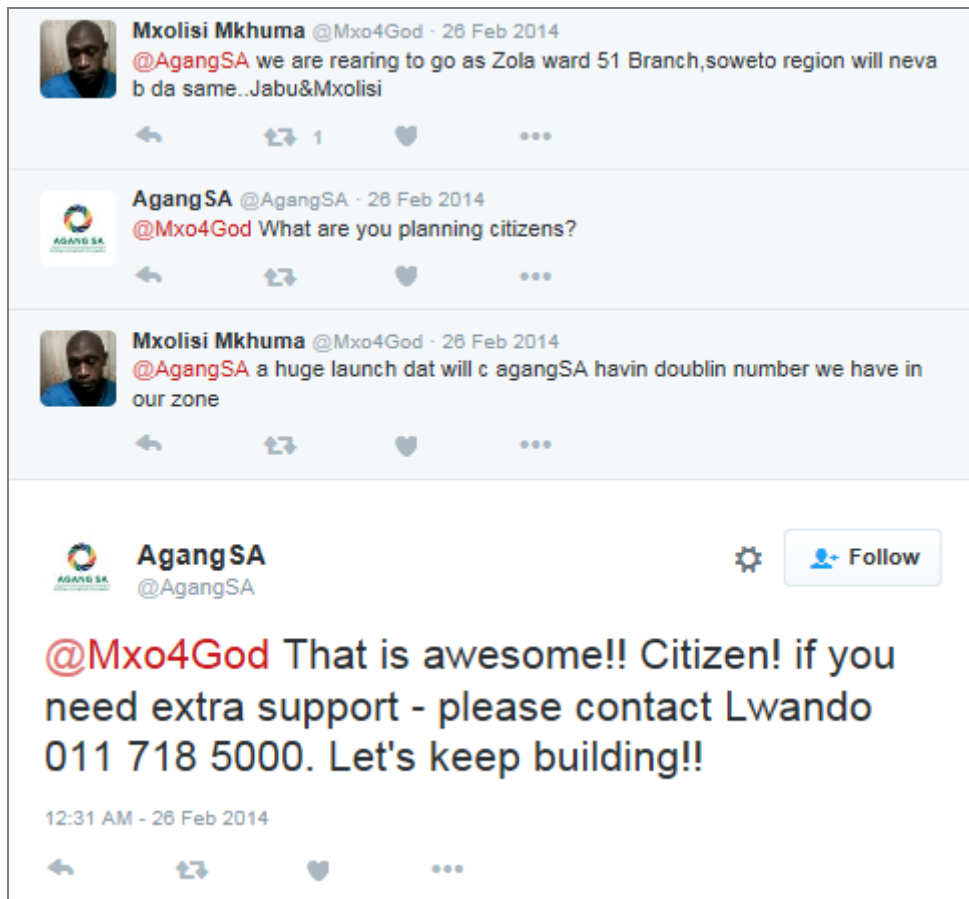 Mxolisi Mkhuma @Mxo4God · 26 Feb 2014
@AgangSA we are rearing to go as Zola ward 51 Branch,soweto region will neva
b da same..Jabu&Mxolisi
1
AgangSA @AgangSA · 26 Feb 2014
@Mxo4God What are you planning citizens?
AGANG SA
Mxolisi Mkhuma @Mxo4God · 26 Feb 2014
@AgangSA a huge launch dat will c agangSA havin doublin number we have in
our zone
AgangSA
@AgangSA
AGANG SA
Follow
@Mxo4God That is awesome!! Citizen! if you
need extra support - please contact Lwando
011 718 5000. Let's keep building!!
12:31 AM - 26 Feb 2014